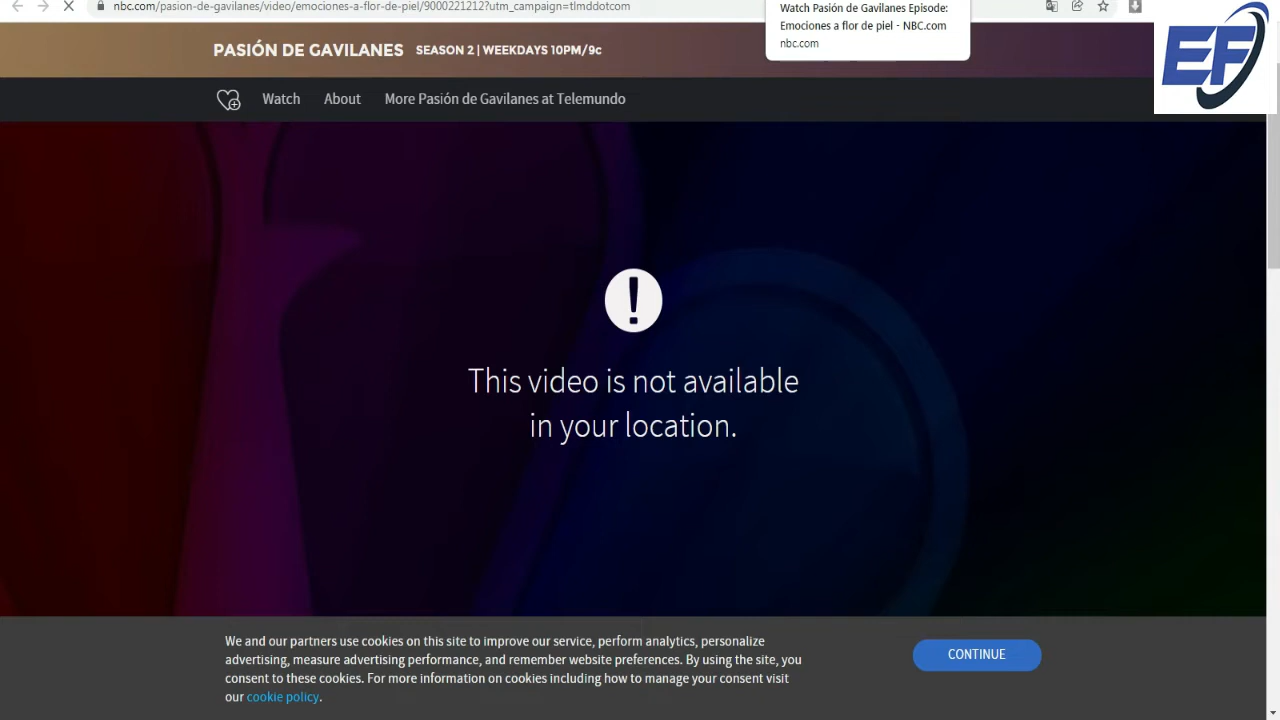 nbc.com/pasion-de-gavilanes/video/emociones-a-flor-de-piel/9000221212?utm_campaign=tlmddotcom
Watch Pasión de Gavilanes Episode:
Emociones a flor de piel - NBC.com
nbc.com
EF
PASIÓN DE GAVILANES SEASON 2 | WEEKDAYS 10PM/9c
Watch About More Pasión de Gavilanes at Telemundo
This video is not available
in your location.
We and our partners use cookies on this site to improve our service, perform analytics, personalize
advertising, measure advertising performance, and remember website preferences. By using the site, you
consent to these cookies. For more information on cookies including how to manage your consent visit
our cookie policy.
CONTINUE